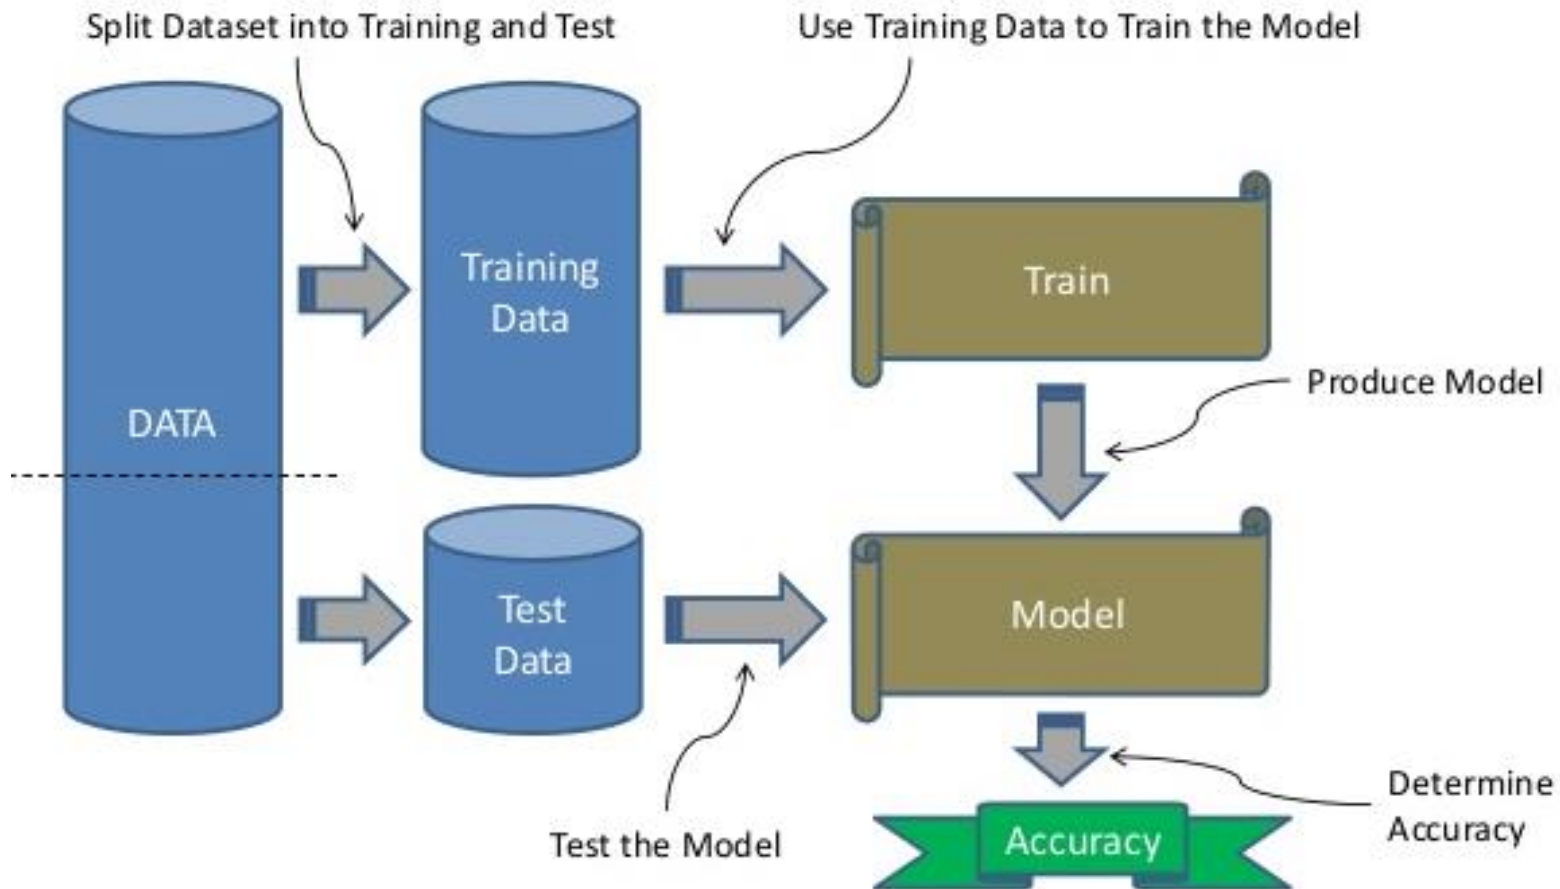 Split Dataset into Training and Test
Use Training Data to Train the Model
Training
Data
Train
Produce Model
DATA
Test
Data
Model
Test the Model
Determine
Accuracy
Accuracy